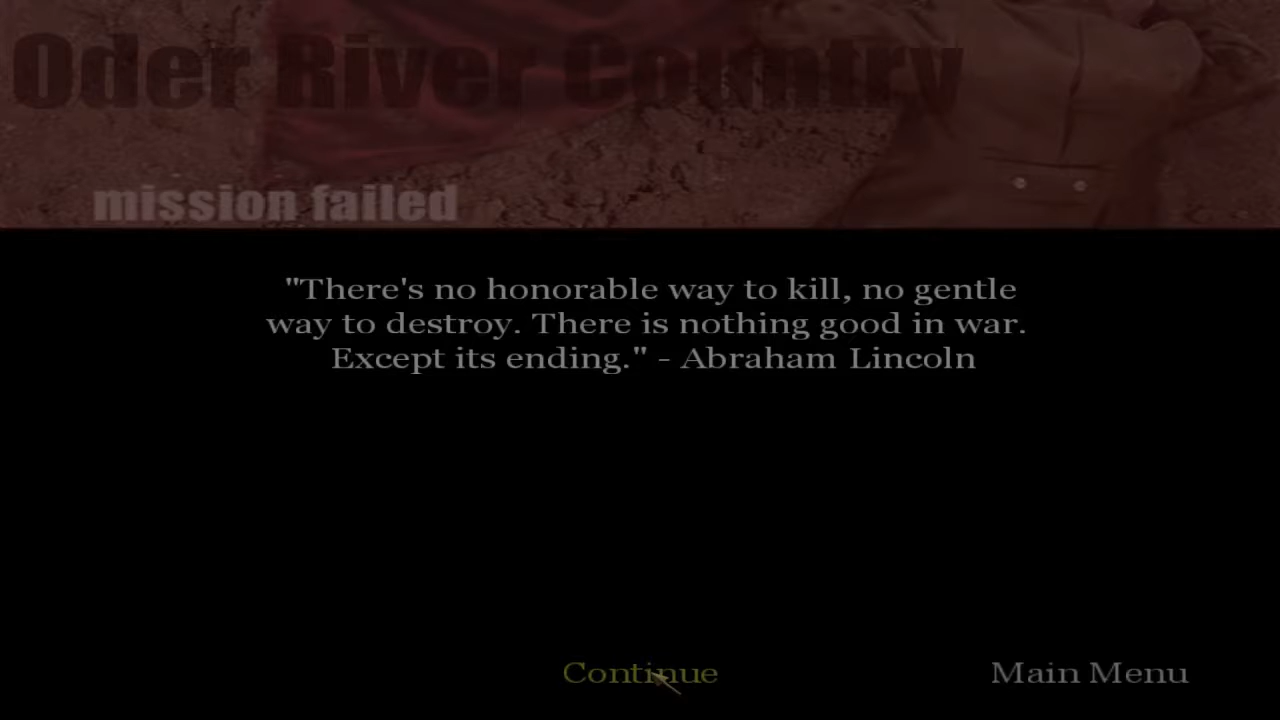 Oder River Country
mission failed
"There's no honorable way to kill, no gentle
way to destroy. There is nothing good in war.
Except its ending." - Abraham Lincoln
Continue
Main Menu